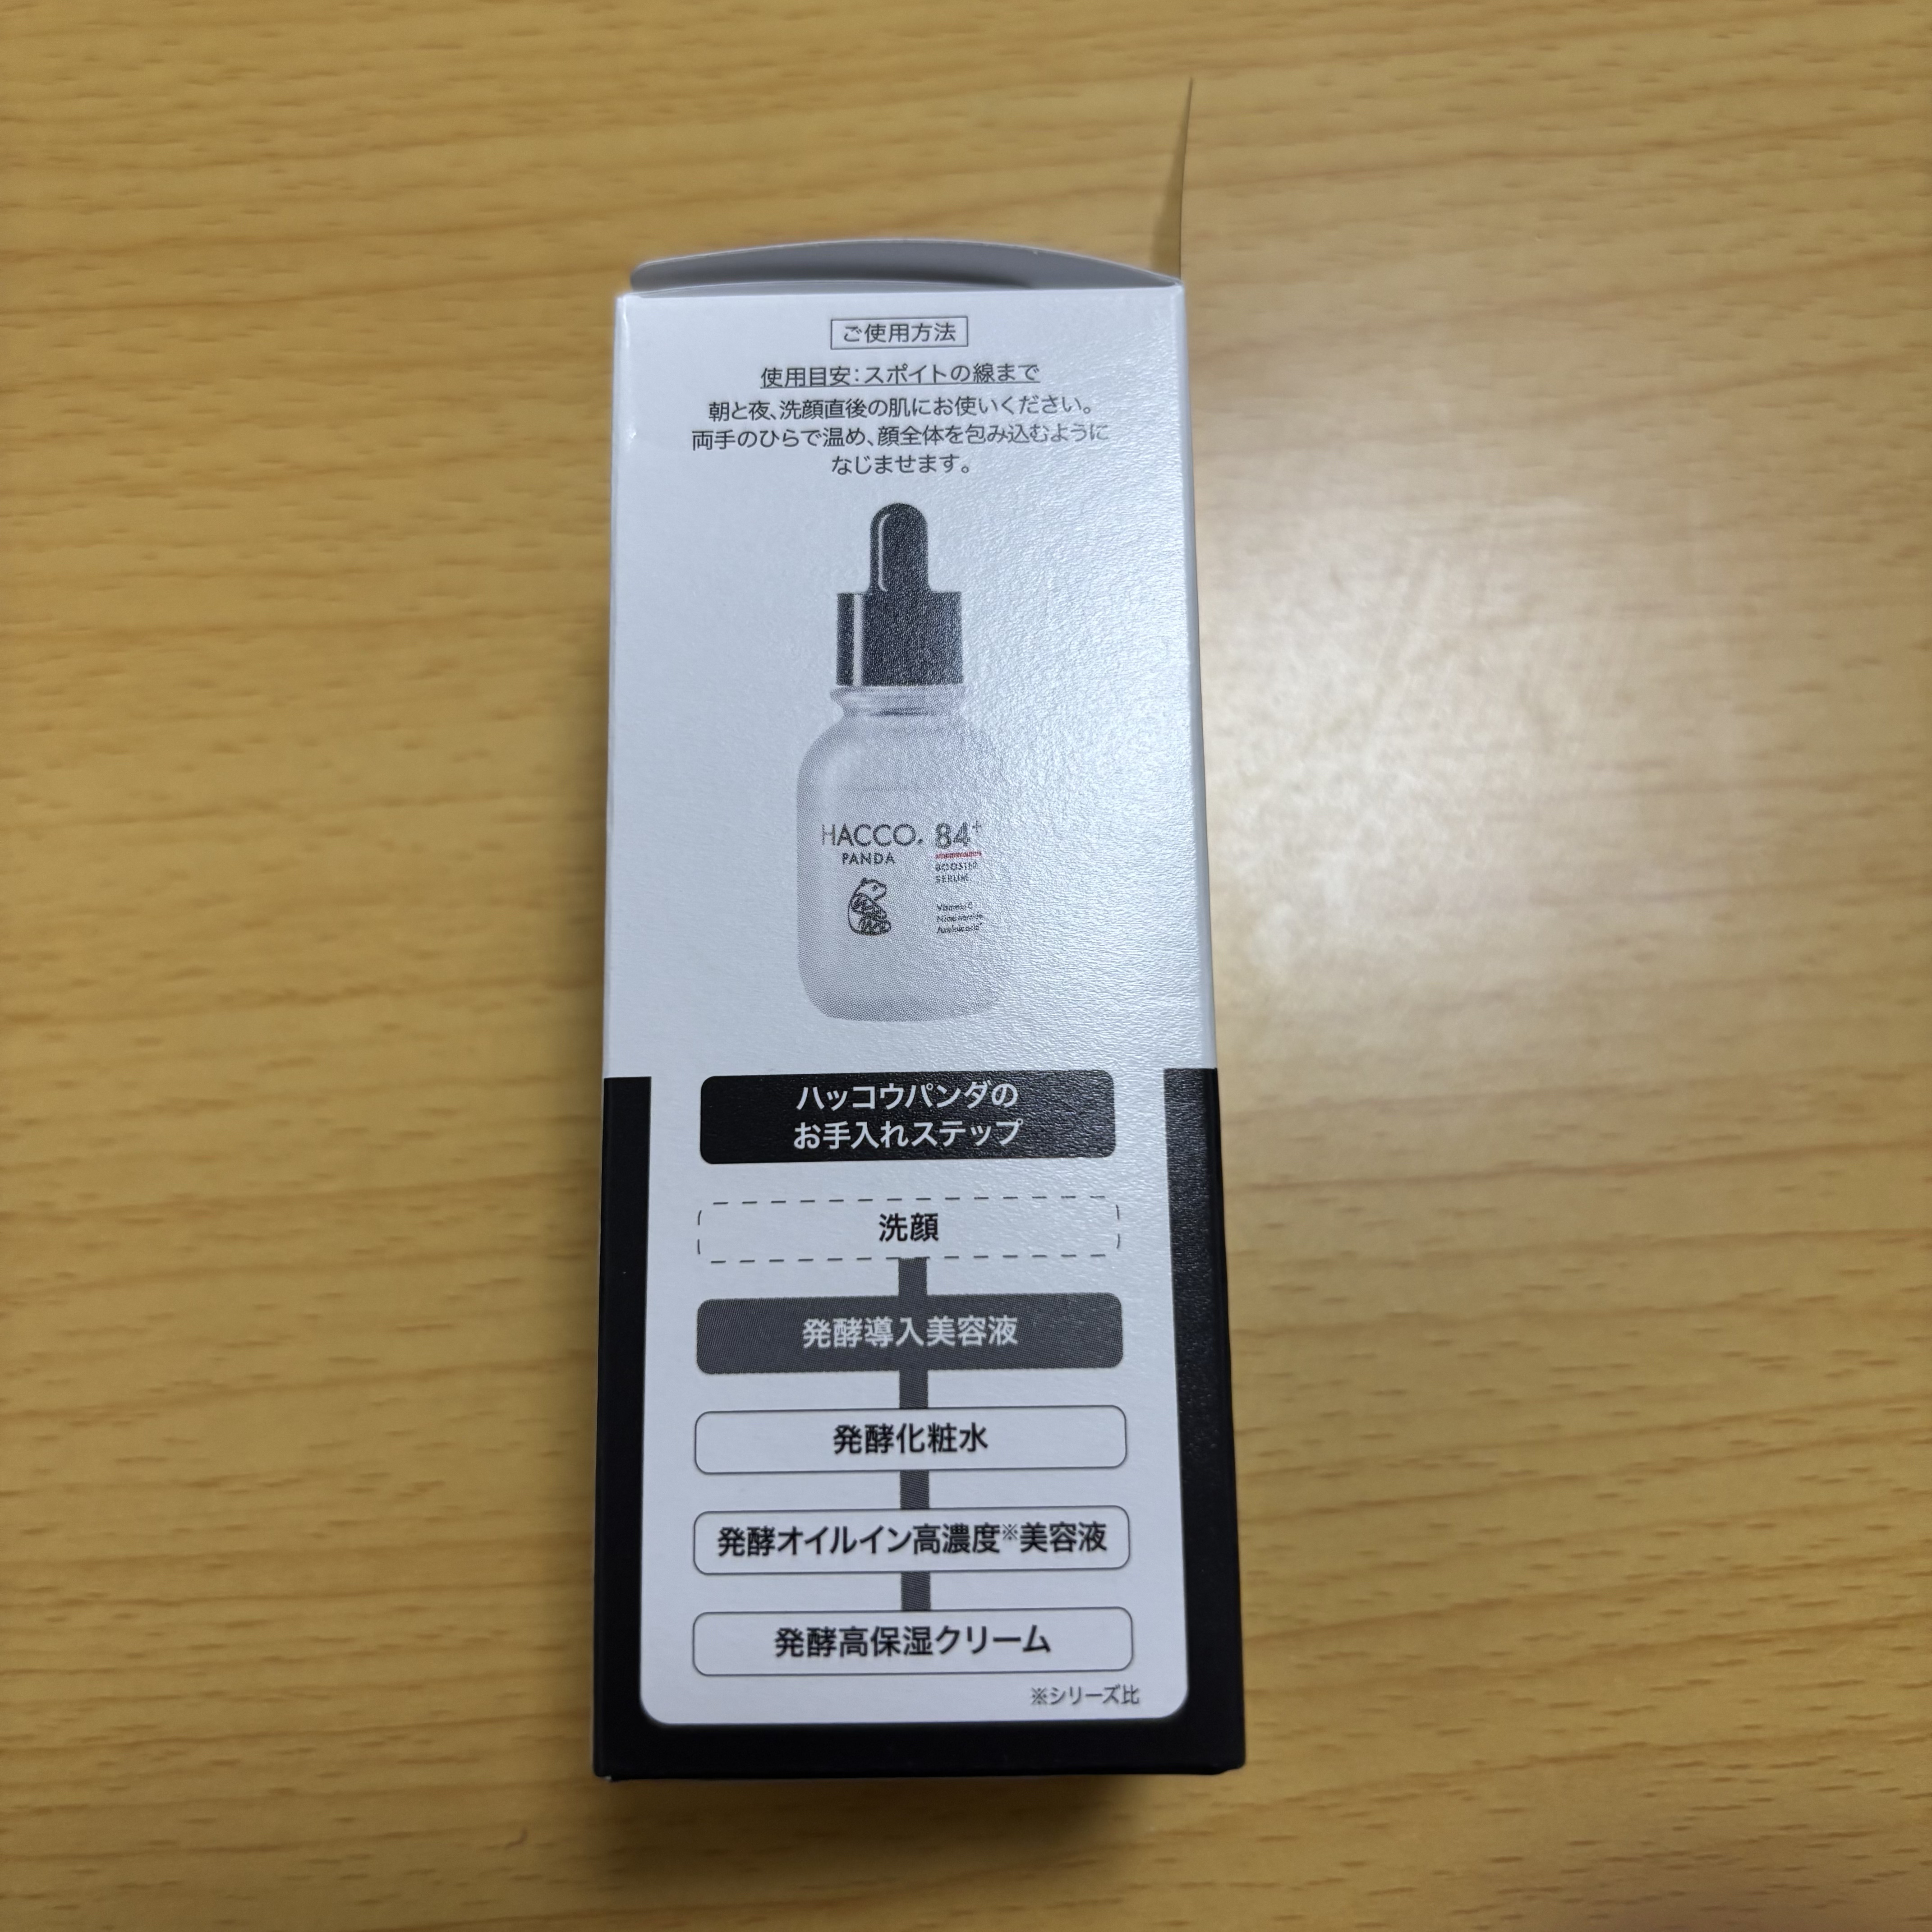 ご使用方法
使用目安:スポイトの線まで
朝と夜、洗顔直後の肌にお使いください。
両手のひらで温め、顔全体を包み込むように
なじませます。
HACCO. 84+
PANDA
BOOSTER
SERUM
Vitamin C
Niacinamide
ハッコウパンダの
お手入れステップ
洗顔
発酵導入美容液
発酵化粧水
発酵オイルイン高濃度※美容液
発酵高保湿クリーム
※シリーズ比